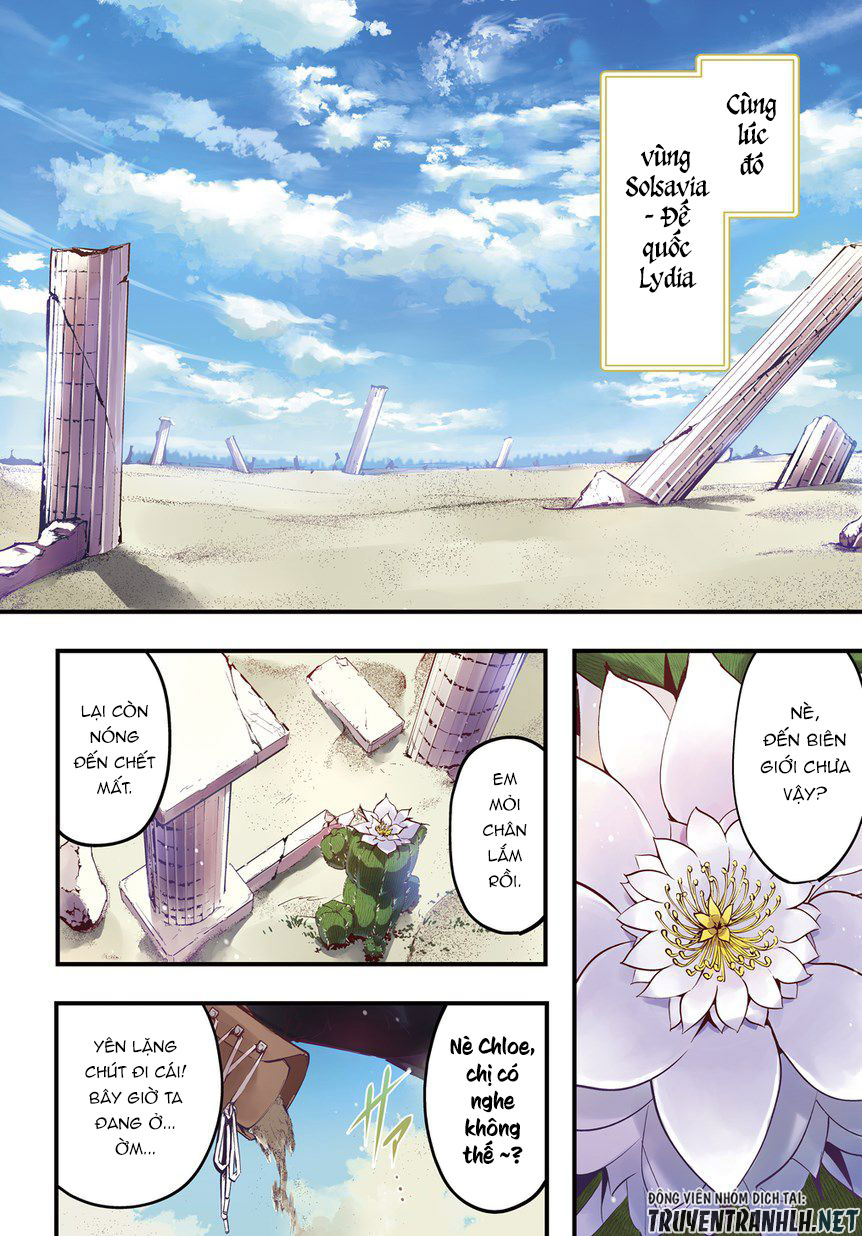 Cùng
lúc
đó
vùng
Solsavia
- Đế
quốc
Lydia
NÈ,
ĐẾN BIÊN
GIỚI CHƯA
VẬY?
EM
MỎI
CHÂN
LẮM
RỒI.
LẠI CÒN
NÓNG
ĐẾN CHẾT
MẤT.
Nè Chloe,
chị có
nghe
không
thế ~?
ザァ
YÊN LẶNG
CHÚT ĐI CÁI!
BÂY GIỜ TA
ĐANG Ở...
ỜM...
ĐỘNG VIÊN NHÓM DỊCH TẠI:
TRUYENTRANHLH.NET